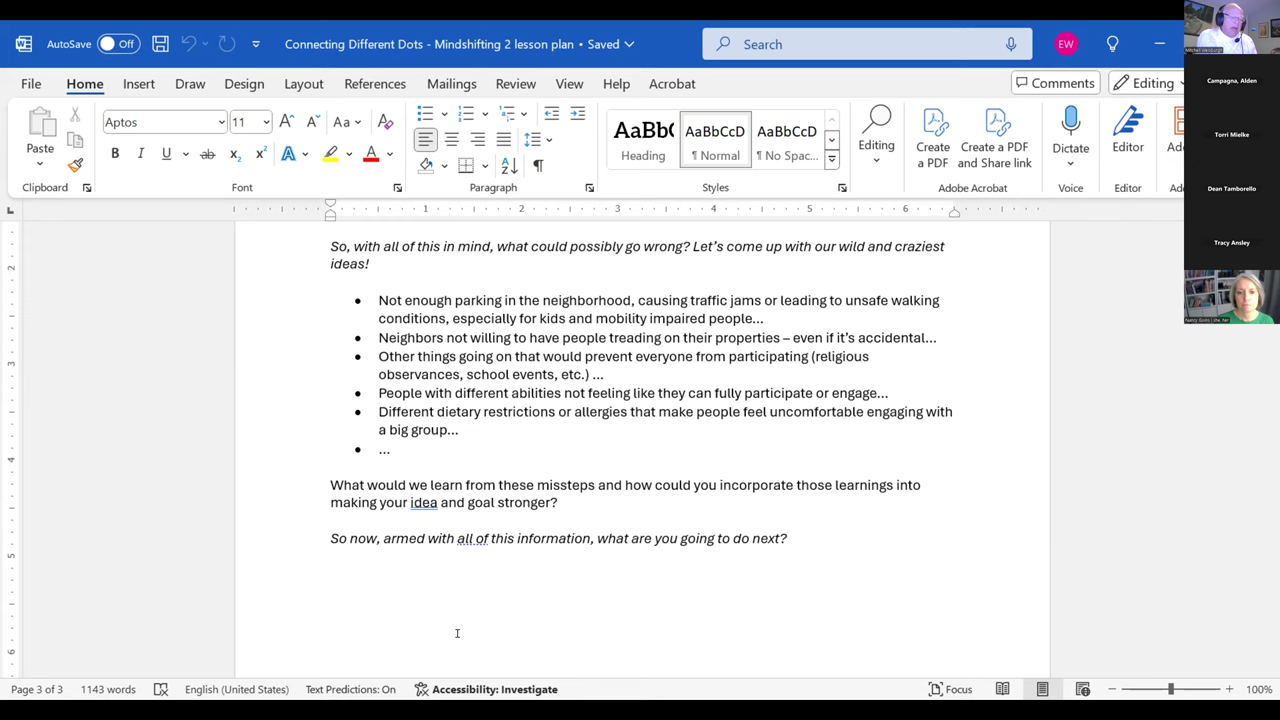 AutoSave Off Connecting Different Dots - Mindshifting 2 lesson plan • Saved Search EW
File Home Insert Draw Design Layout References Mailings Review View Help Acrobat Comments Editing
Paste
Aptos 11
AaBb( AaBbCcD AaBbCcD
Heading ¶ Normal ¶ No Spac...
Editing
Create a PDF
Create a PDF and Share link
Dictate
Editor
Clipboard Font Paragraph Styles Adobe Acrobat Voice Editor
1 2 3 4 5 6
So, with all of this in mind, what could possibly go wrong? Let's come up with our wild and craziest
ideas!
• Not enough parking in the neighborhood, causing traffic jams or leading to unsafe walking
conditions, especially for kids and mobility impaired people...
• Neighbors not willing to have people treading on their properties – even if it's accidental...
• Other things going on that would prevent everyone from participating (religious
observances, school events, etc.) ...
• People with different abilities not feeling like they can fully participate or engage...
• Different dietary restrictions or allergies that make people feel uncomfortable engaging with
a big group...
• ...
What would we learn from these missteps and how could you incorporate those learnings into
making your idea and goal stronger?
So now, armed with all of this information, what are you going to do next?
2
3
4
5
6
Page 3 of 3 1143 words English (United States) Text Predictions: On Accessibility: Investigate Focus 100%
Campagna, Alden
Torri Mielke
Dean Tamborello
Tracy Ansley